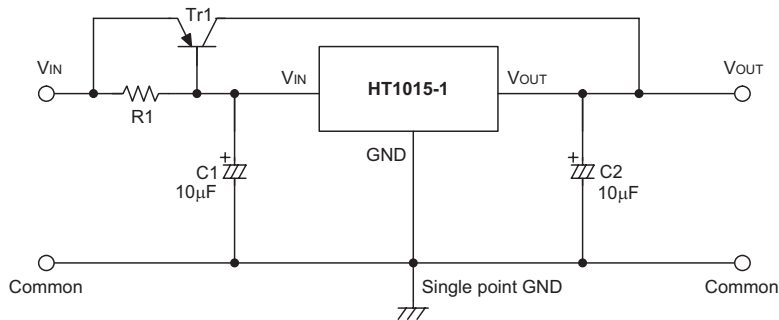 Tr1
VIN
R1
VIN
HT1015-1
VOUT
VOUT
GND
C1
10µF
C2
10µF
Common
Single point GND
Common